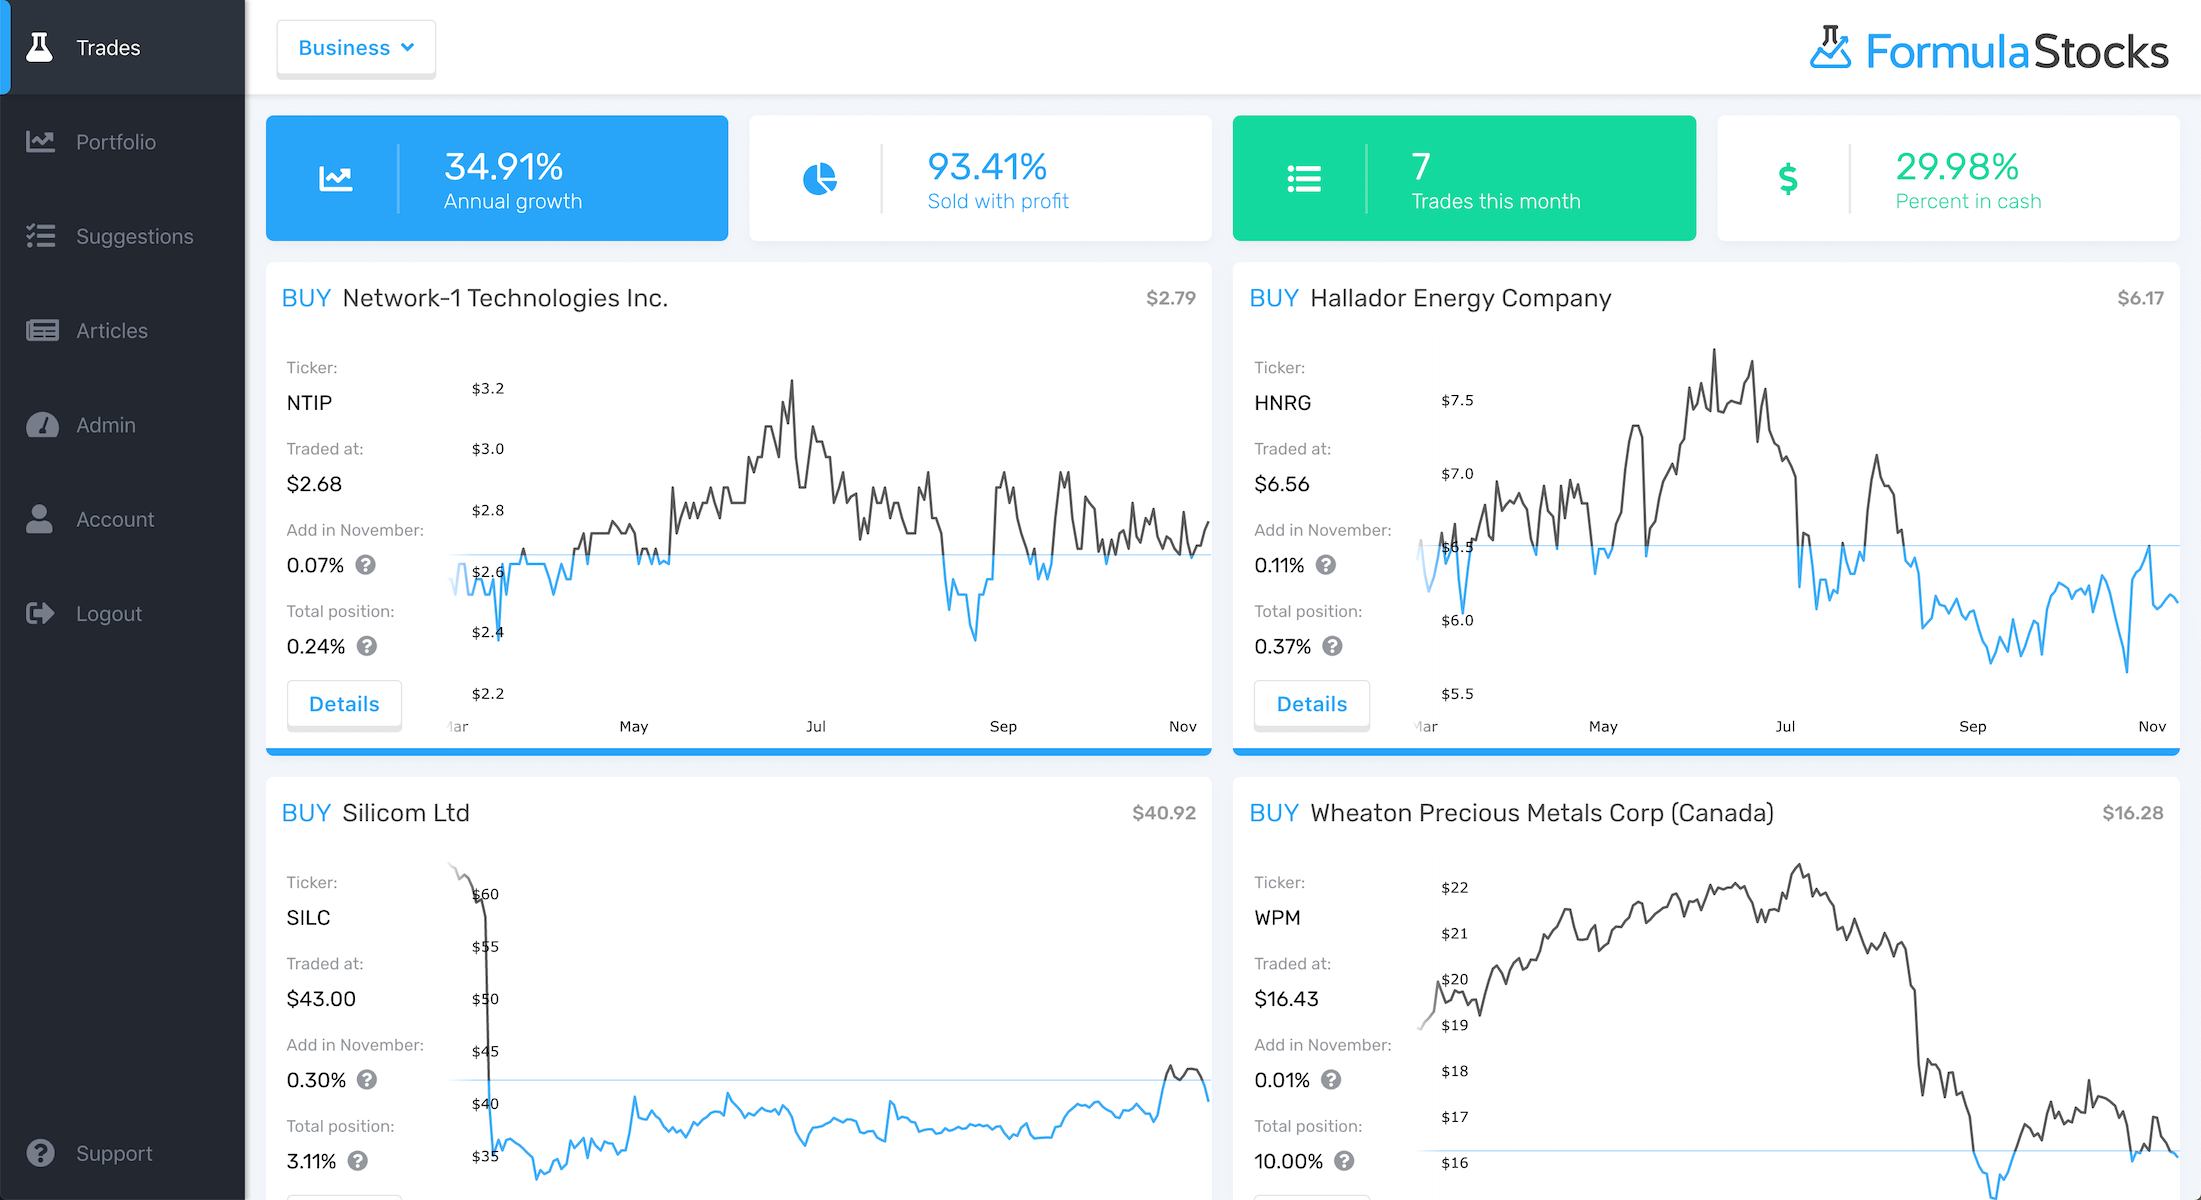 Trades
Portfolio
Suggestions
Articles
Admin
Account
Logout
Support
Business
FormulaStocks
34.91%
Annual growth
93.41%
Sold with profit
7
Trades this month
29.98%
Percent in cash
BUY Network-1 Technologies Inc.
$2.79
Ticker:
NTIP
Traded at:
$2.68
Add in November:
0.07%
Total position:
0.24%
Details
$3.2
$3.0
$2.8
$2.6
$2.4
$2.2
Mar May Jul Sep Nov
BUY Hallador Energy Company
$6.17
Ticker:
HNRG
Traded at:
$6.56
Add in November:
0.11%
Total position:
0.37%
Details
$7.5
$7.0
$6.5
$6.0
$5.5
Mar May Jul Sep Nov
BUY Silicom Ltd
$40.92
Ticker:
SILC
Traded at:
$43.00
Add in November:
0.30%
Total position:
3.11%
$60
$55
$50
$45
$40
$35
BUY Wheaton Precious Metals Corp (Canada)
$16.28
Ticker:
WPM
Traded at:
$16.43
Add in November:
0.01%
Total position:
10.00%
$22
$21
$20
$19
$18
$17
$16